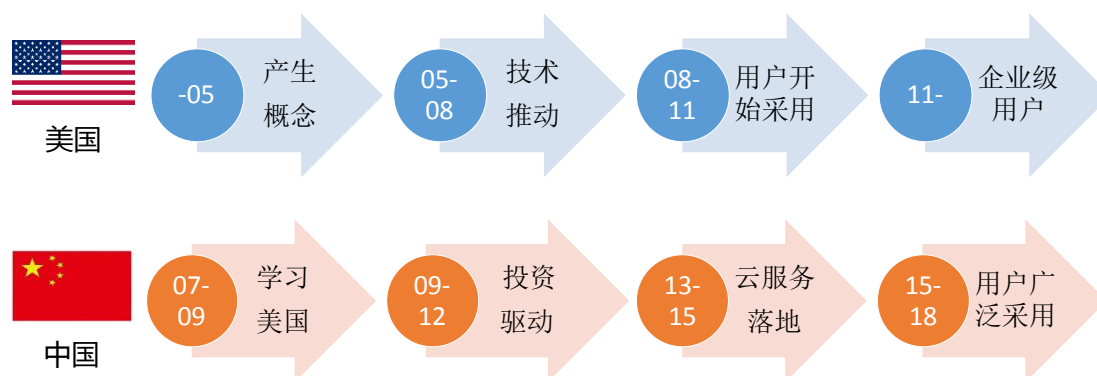 美国
-05
产生
概念
05-
08
技术
推动
08-
11
用户开
始采用
11-
企业级
用户
中国
07-
09
学习
美国
09-
12
投资
驱动
13-
15
云服务
落地
15-
18
用户广
泛采用